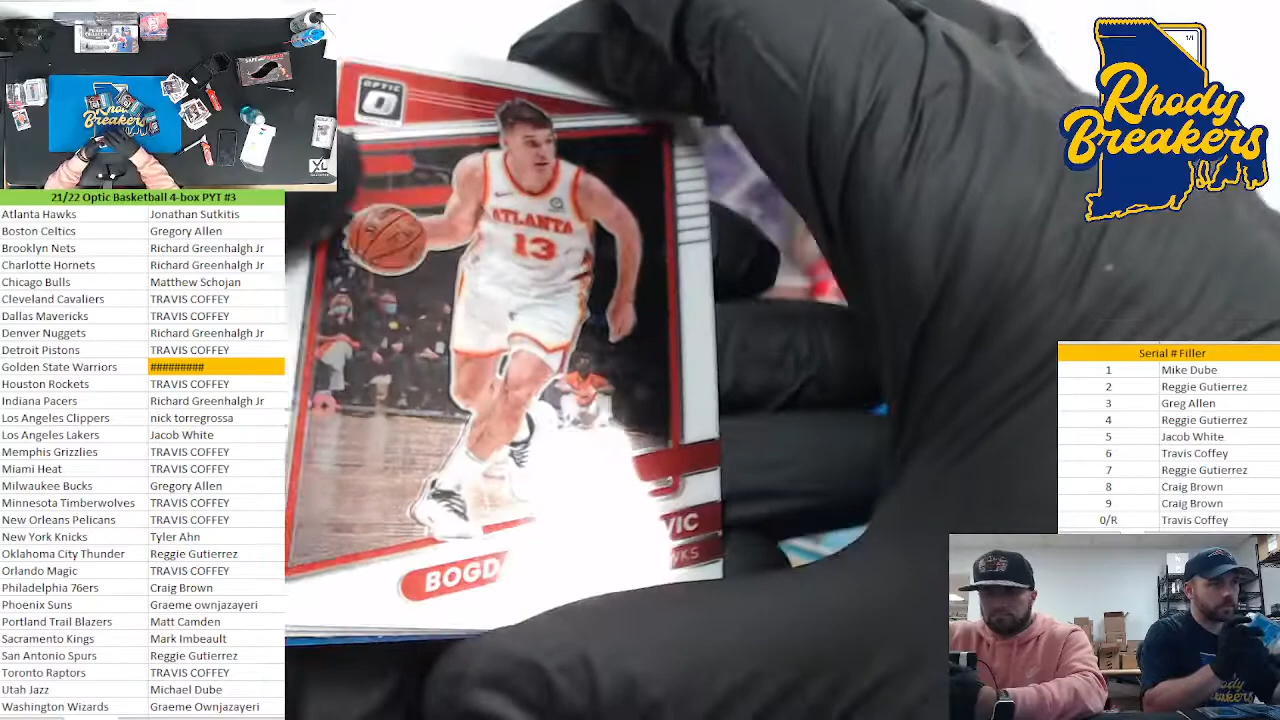 21/22 Optic Basketball 4-box PYT #3
Atlanta Hawks Jonathan Sutkitis
Boston Celtics Gregory Allen
Brooklyn Nets Richard Greenhalgh Jr
Charlotte Hornets Richard Greenhalgh Jr
Chicago Bulls Matthew Schojan
Cleveland Cavaliers TRAVIS COFFEY
Dallas Mavericks TRAVIS COFFEY
Denver Nuggets Richard Greenhalgh Jr
Detroit Pistons TRAVIS COFFEY
Golden State Warriors #########
Houston Rockets TRAVIS COFFEY
Indiana Pacers Richard Greenhalgh Jr
Los Angeles Clippers nick torregrossa
Los Angeles Lakers Jacob White
Memphis Grizzlies TRAVIS COFFEY
Miami Heat TRAVIS COFFEY
Milwaukee Bucks Gregory Allen
Minnesota Timberwolves TRAVIS COFFEY
New Orleans Pelicans TRAVIS COFFEY
New York Knicks Tyler Ahn
Oklahoma City Thunder Reggie Gutierrez
Orlando Magic TRAVIS COFFEY
Philadelphia 76ers Craig Brown
Phoenix Suns Graeme ownjazayeri
Portland Trail Blazers Matt Camden
Sacramento Kings Mark Imbeault
San Antonio Spurs Reggie Gutierrez
Toronto Raptors TRAVIS COFFEY
Utah Jazz Michael Dube
Washington Wizards Graeme Ownjazayeri
OPTIC
ATLANTA
13
BOGD
VIC
WKS
1/1
Rhody
Breakers
Serial # Filler
1 Mike Dube
2 Reggie Gutierrez
3 Greg Allen
4 Reggie Gutierrez
5 Jacob White
6 Travis Coffey
7 Reggie Gutierrez
8 Craig Brown
9 Craig Brown
0/R Travis Coffey
Breakers
XL